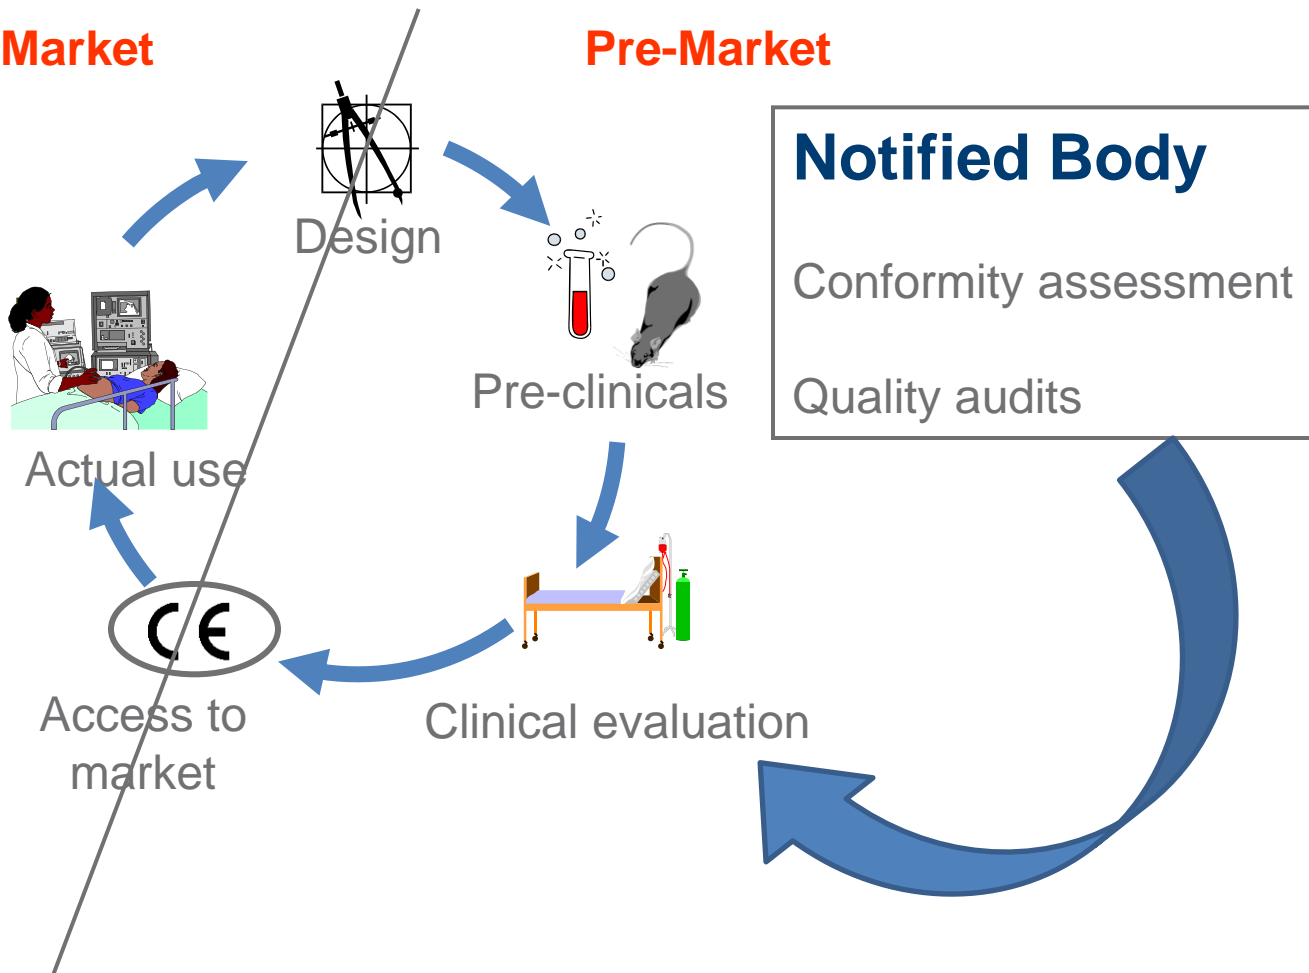 Market
Pre-Market
Notified Body
Conformity assessment
Quality audits
Design
Pre-clinicals
Actual use
CE
Access to
market
Clinical evaluation